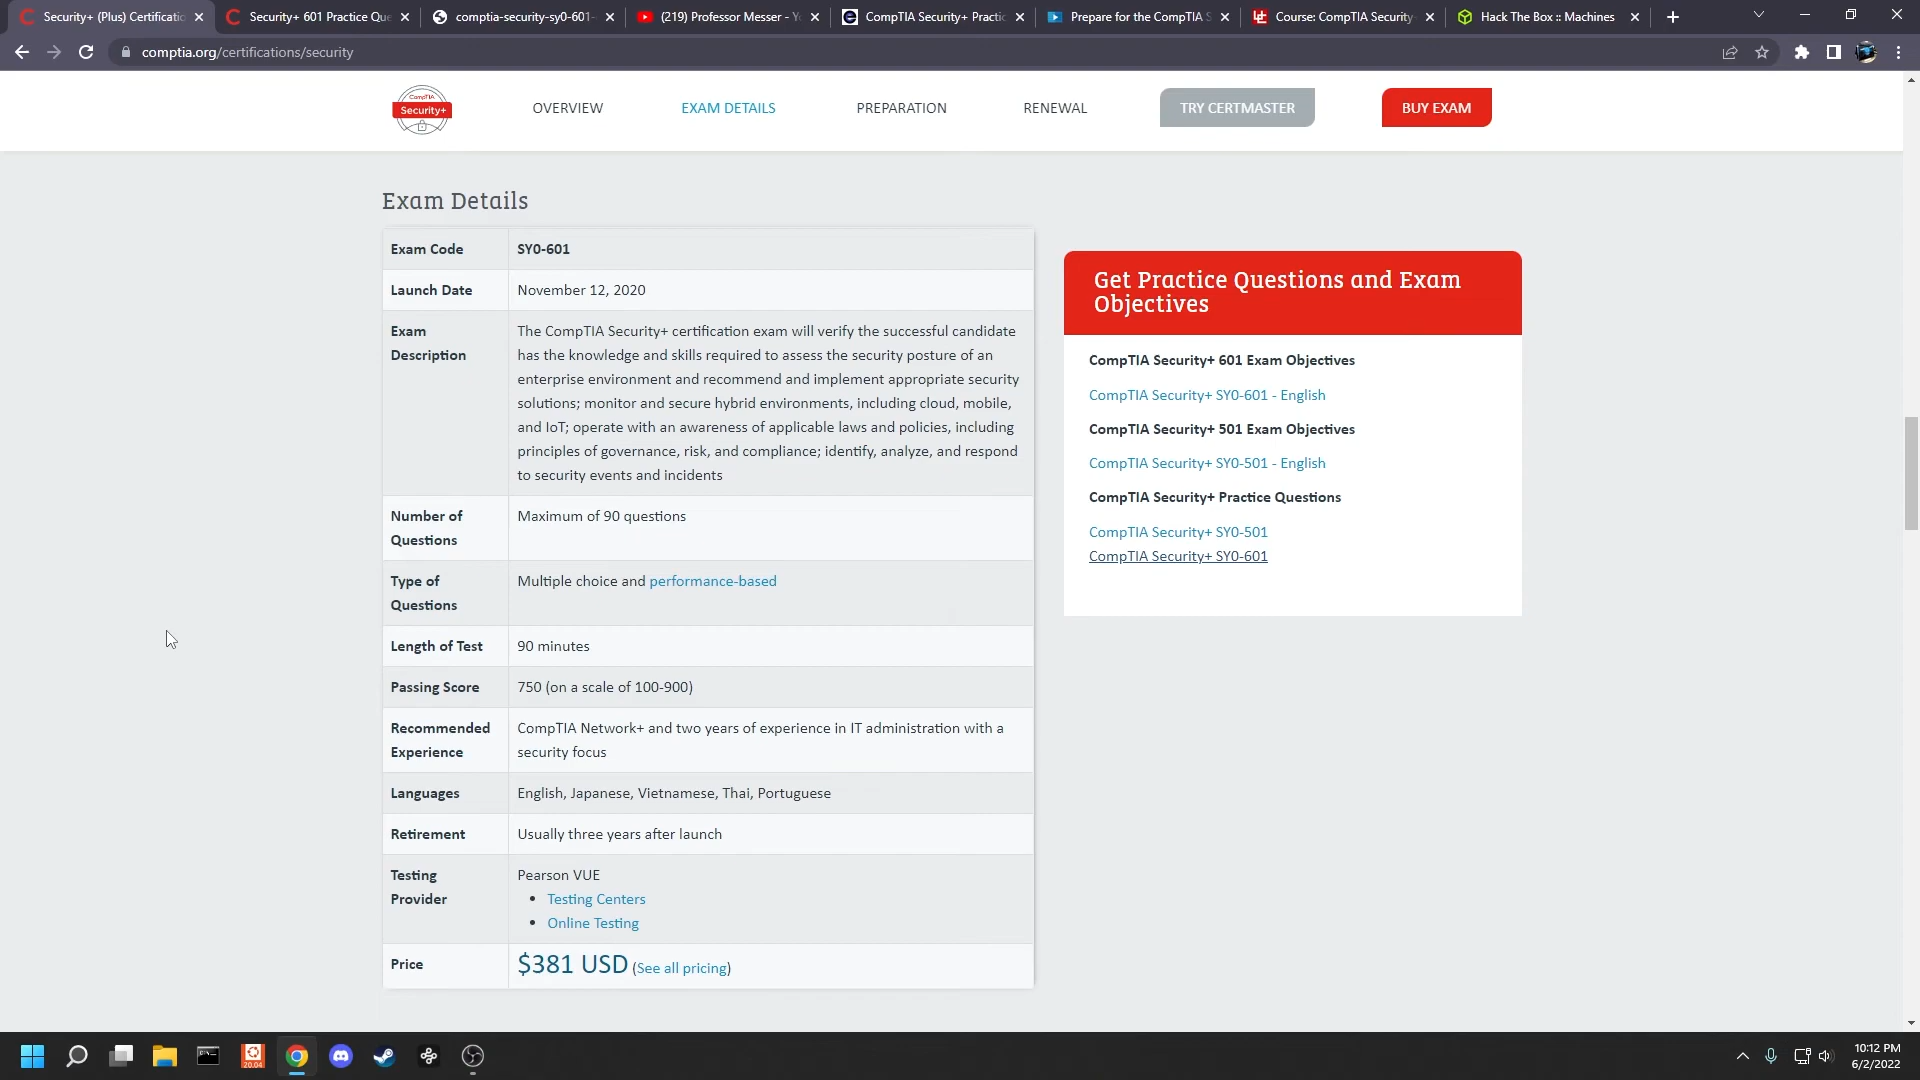 Security+ (Plus) Certificatio
Security+ 601 Practice Que
comptia-security-sy0-601-
(219) Professor Messer - Y
CompTIA Security+ Practic
Prepare for the CompTIA S
Course: CompTIA Security
Hack The Box :: Machines
comptia.org/certifications/security
CompTIA
Security+
OVERVIEW
EXAM DETAILS
PREPARATION
RENEWAL
TRY CERTMASTER
BUY EXAM
Exam Details
Exam Code
SY0-601
Launch Date
November 12, 2020
Exam
Description
The CompTIA Security+ certification exam will verify the successful candidate
has the knowledge and skills required to assess the security posture of an
enterprise environment and recommend and implement appropriate security
solutions; monitor and secure hybrid environments, including cloud, mobile,
and IoT; operate with an awareness of applicable laws and policies, including
principles of governance, risk, and compliance; identify, analyze, and respond
to security events and incidents
Number of
Questions
Maximum of 90 questions
Type of
Questions
Multiple choice and performance-based
Length of Test
90 minutes
Passing Score
750 (on a scale of 100-900)
Recommended
Experience
CompTIA Network+ and two years of experience in IT administration with a
security focus
Languages
English, Japanese, Vietnamese, Thai, Portuguese
Retirement
Usually three years after launch
Testing
Provider
Pearson VUE
• Testing Centers
• Online Testing
Price
$381 USD (See all pricing)
Get Practice Questions and Exam
Objectives
CompTIA Security+ 601 Exam Objectives
CompTIA Security+ SY0-601 - English
CompTIA Security+ 501 Exam Objectives
CompTIA Security+ SY0-501 - English
CompTIA Security+ Practice Questions
CompTIA Security+ SY0-501
CompTIA Security+ SY0-601
20.04
10:12 PM
6/2/2022